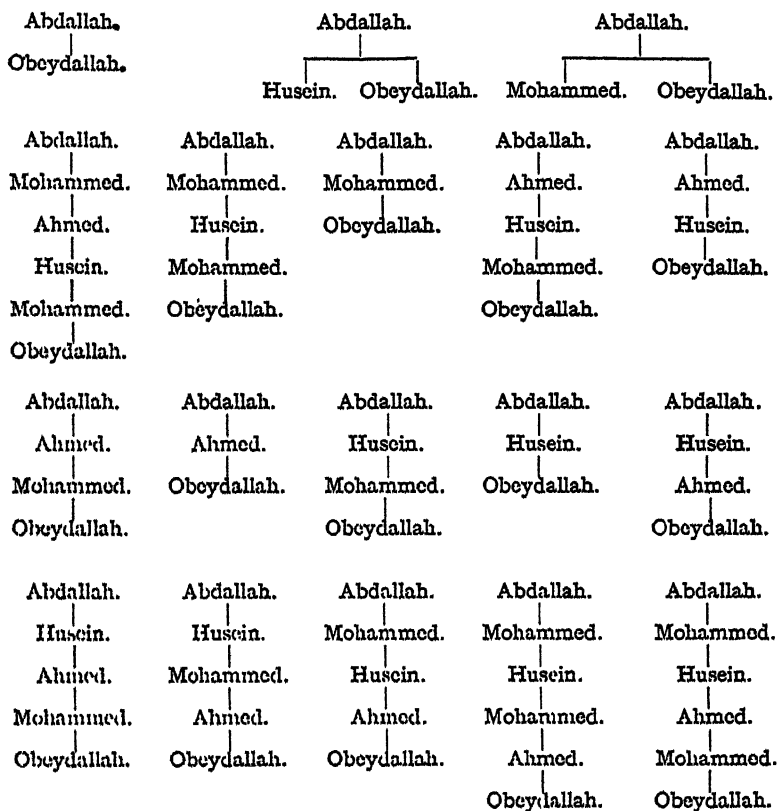 Abdallah. Abdallah. Abdallah.
Obeydallah.
Husein. Obeydallah. Mohammed. Obeydallah.
Abdallah. Abdallah. Abdallah. Abdallah. Abdallah.
Mohammed. Mohammed. Mohammed. Ahmed. Ahmed.
Ahmed. Husein. Obeydallah. Husein. Husein.
Husein. Mohammed. Mohammed. Obeydallah.
Mohammed. Obeydallah. Obeydallah.
Obeydallah.
Abdallah. Abdallah. Abdallah. Abdallah. Abdallah.
Ahmed. Ahmed. Husein. Husein. Husein.
Mohammed. Obeydallah. Mohammed. Obeydallah. Ahmed.
Obeydallah. Obeydallah. Obeydallah.
Abdallah. Abdallah. Abdallah. Abdallah. Abdallah.
Husein. Husein. Mohammed. Mohammed. Mohammed.
Ahmed. Mohammed. Husein. Husein. Husein.
Mohammed. Ahmed. Ahmed. Mohammed. Ahmed.
Obeydallah. Obeydallah. Obeydallah. Ahmed. Mohammed.
Obeydallah. Obeydallah.